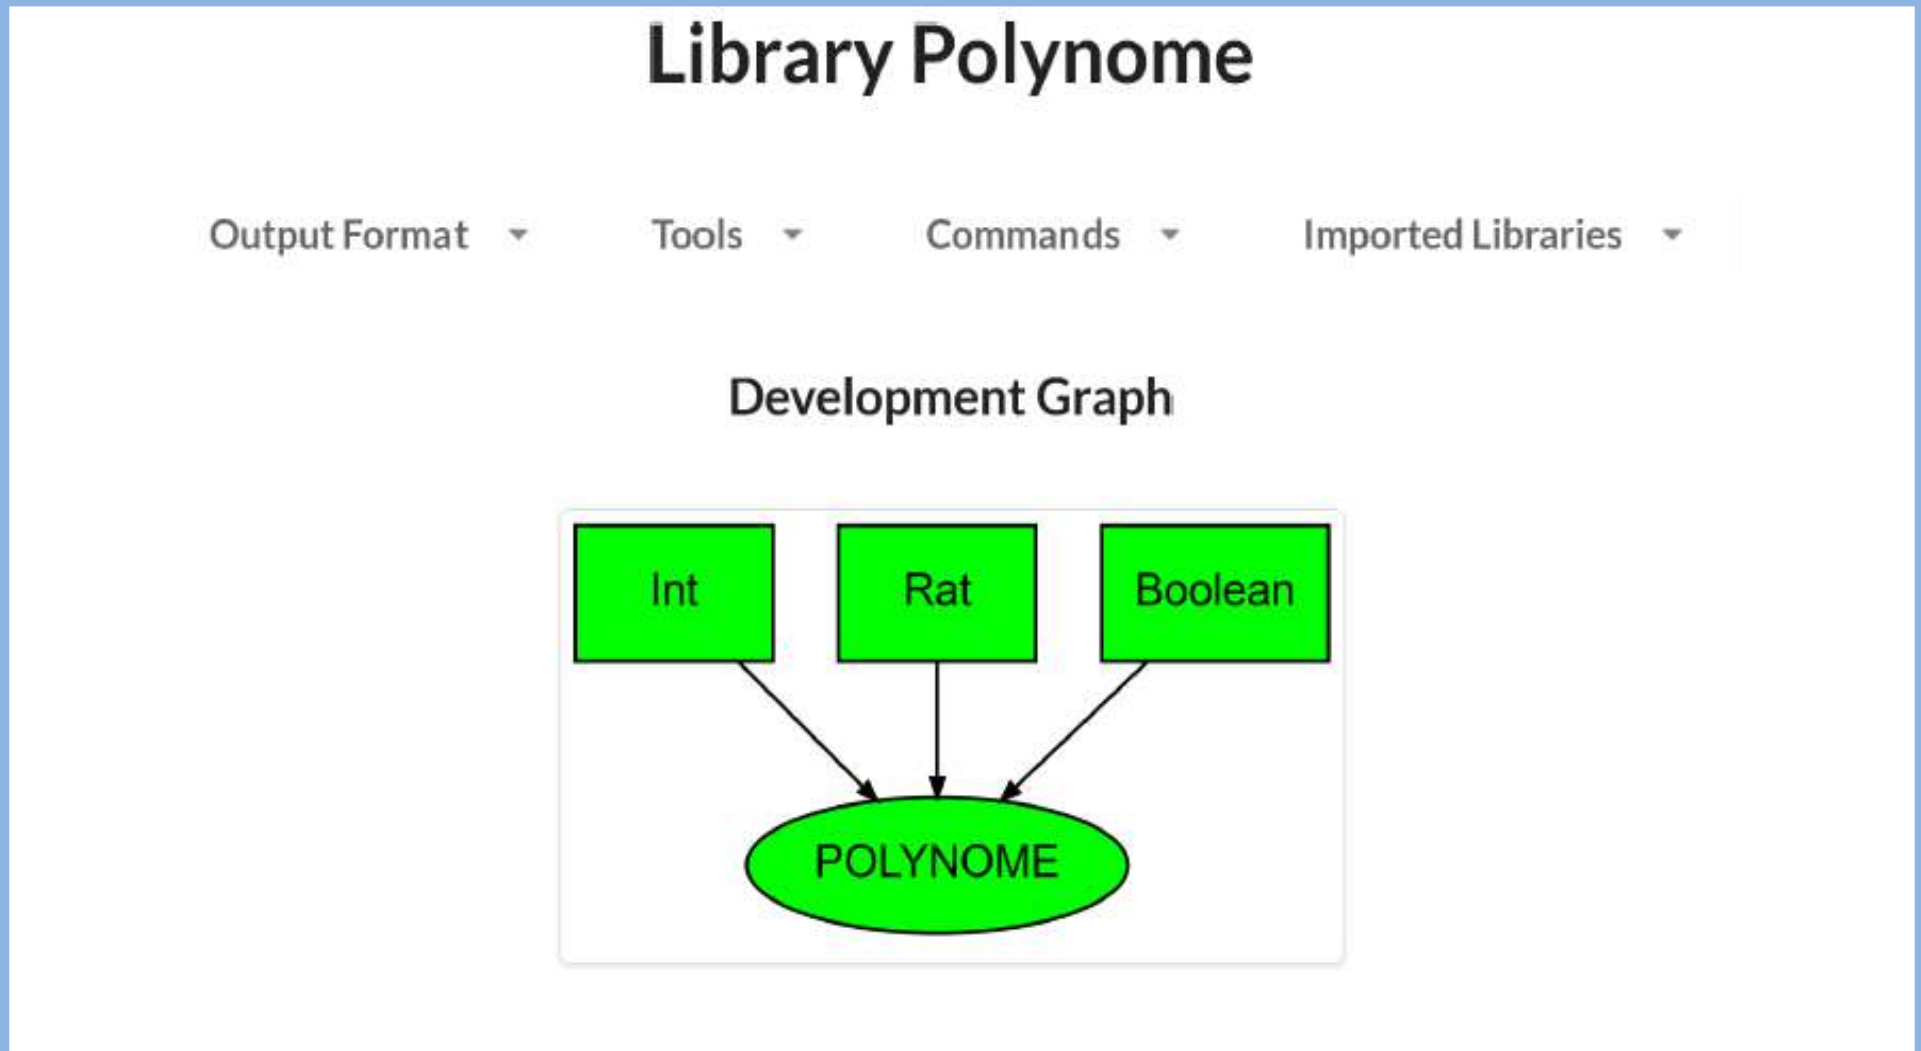 Library Polynome
Output Format Tools Commands Imported Libraries
Development Graph
Int Rat Boolean
POLYNOME